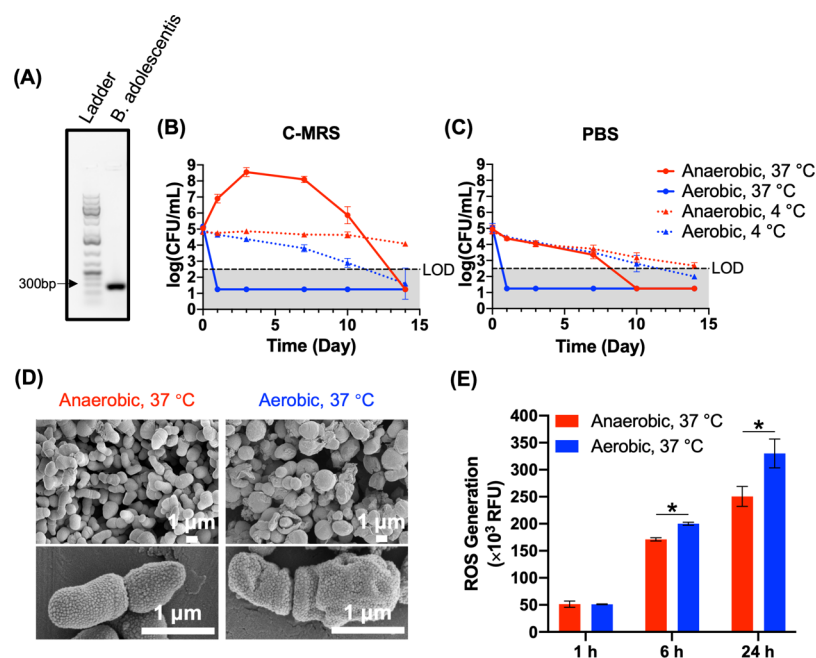 (A)
Ladder
B. adolescentis
300bp
(B)
C-MRS
log(CFU/mL)
9
8
7
6
5
4
3
2
1
0
0 5 10 15
Time (Day)
LOD
(C)
PBS
log(CFU/mL)
9
8
7
6
5
4
3
2
1
0
0 5 10 15
Time (Day)
LOD
Anaerobic, 37 °C
Aerobic, 37 °C
Anaerobic, 4 °C
Aerobic, 4 °C
(D)
Anaerobic, 37 °C
Aerobic, 37 °C
1 µm
1 µm
1 µm
1 µm
(E)
ROS Generation
(×10³ RFU)
400
350
300
250
200
150
100
50
0
Anaerobic, 37 °C
Aerobic, 37 °C
*
*
1 h 6 h 24 h